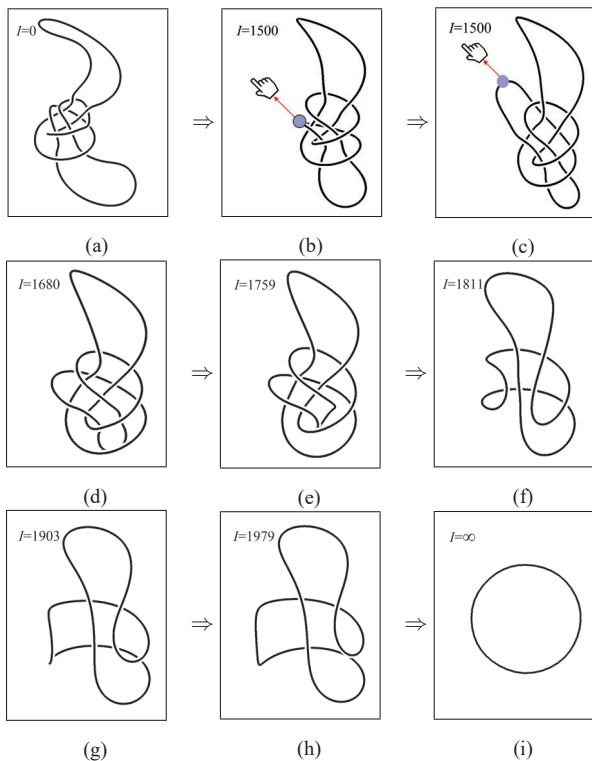 I=0
I=1500
I=1500
⇒
⇒
(a)
(b)
(c)
I=1680
I=1759
I=1811
⇒
⇒
(d)
(e)
(f)
I=1903
I=1979
I=∞
⇒
⇒
(g)
(h)
(i)